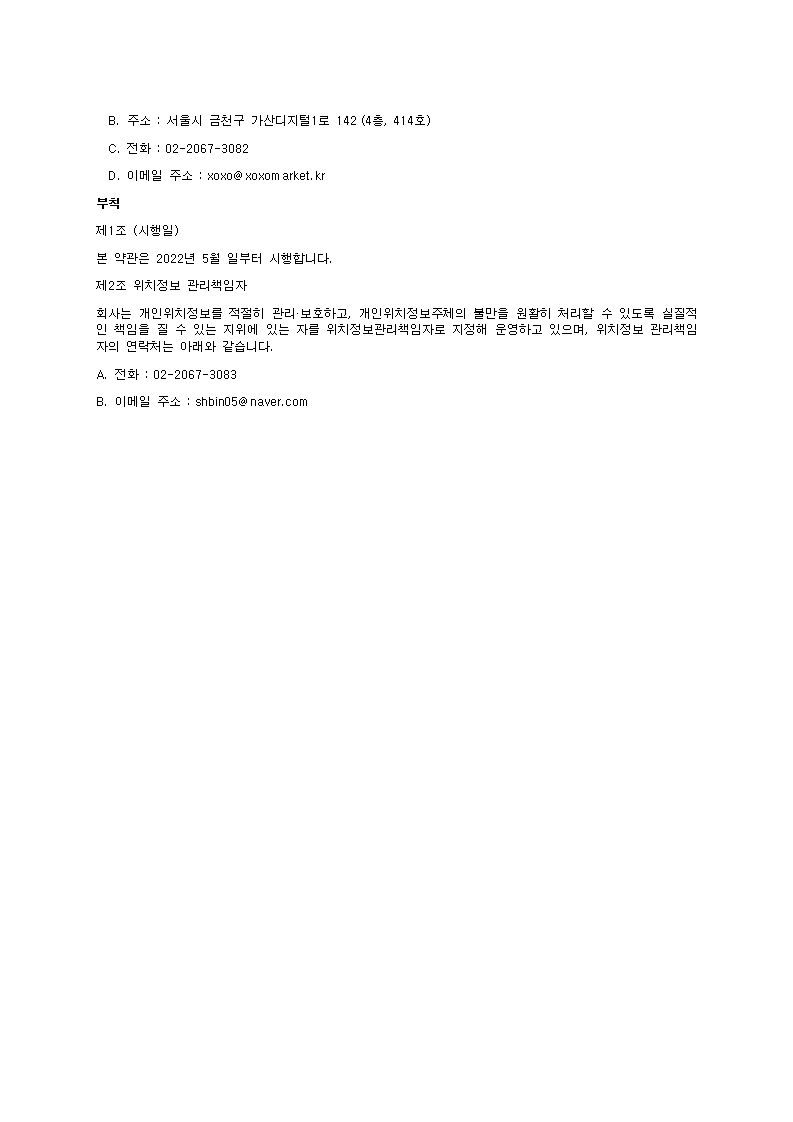 B. 주소 : 서울시 금천구 가산디지털1로 142 (4층, 414호)
C. 전화 : 02-2067-3082
D. 이메일 주소 : xoxo@xoxomarket.kr
부칙
제1조 (시행일)
본 약관은 2022년 5월 일부터 시행합니다.
제2조 위치정보 관리책임자
회사는 개인위치정보를 적절히 관리·보호하고, 개인위치정보주체의 불만을 원활히 처리할 수 있도록 실질적
인 책임을 질 수 있는 지위에 있는 자를 위치정보관리책임자로 지정해 운영하고 있으며, 위치정보 관리책임
자의 연락처는 아래와 같습니다.
A. 전화 : 02-2067-3083
B. 이메일 주소 : shbin05@naver.com